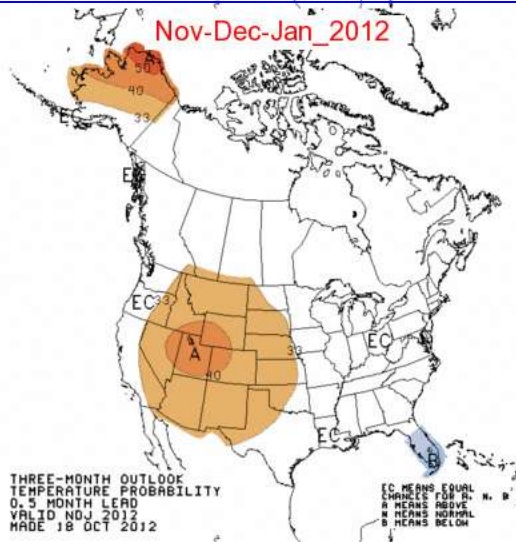 Nov-Dec-Jan_2012
A
50
40
33
EC
EC
EC
33
A
40
33
EC
EC
B
THREE-MONTH OUTLOOK
TEMPERATURE PROBABILITY
0.5 MONTH LEAD
VALID NDJ 2012
MADE 18 OCT 2012
EC MEANS EQUAL
CHANCES FOR A, N, B
A MEANS ABOVE
N MEANS NORMAL
B MEANS BELOW